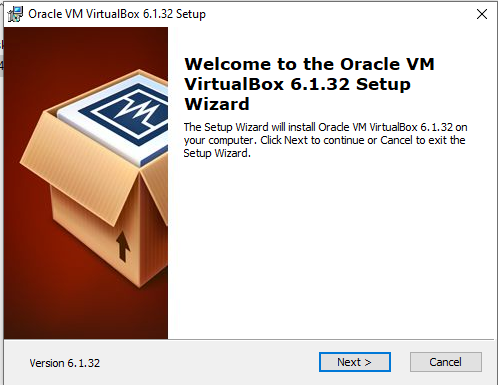 Oracle VM VirtualBox 6.1.32 Setup
Welcome to the Oracle VM
VirtualBox 6.1.32 Setup
Wizard
The Setup Wizard will install Oracle VM VirtualBox 6.1.32 on
your computer. Click Next to continue or Cancel to exit the
Setup Wizard.
Version 6.1.32
Next >
Cancel